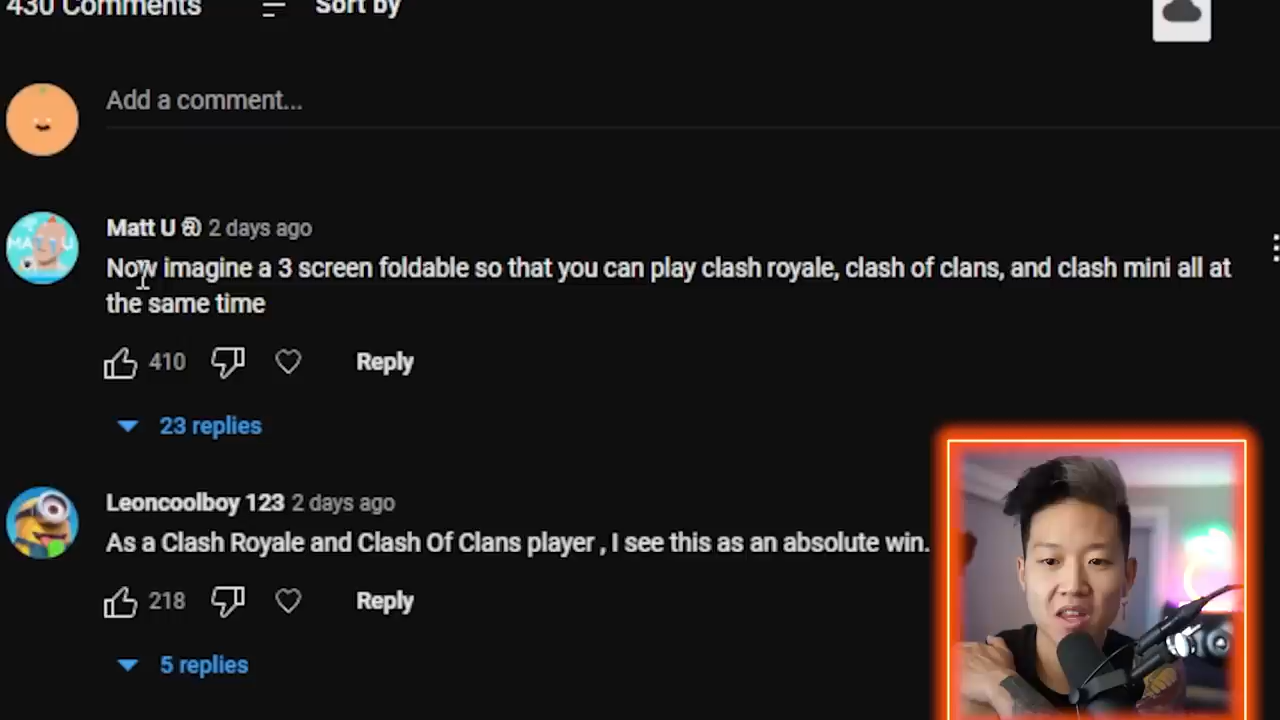 430 Comments Sort by
Add a comment...
Matt U 2 days ago
MATT U
Now imagine a 3 screen foldable so that you can play clash royale, clash of clans, and clash mini all at
the same time
410 Reply
23 replies
Leoncoolboy 123 2 days ago
As a Clash Royale and Clash Of Clans player , I see this as an absolute win.
218 Reply
5 replies